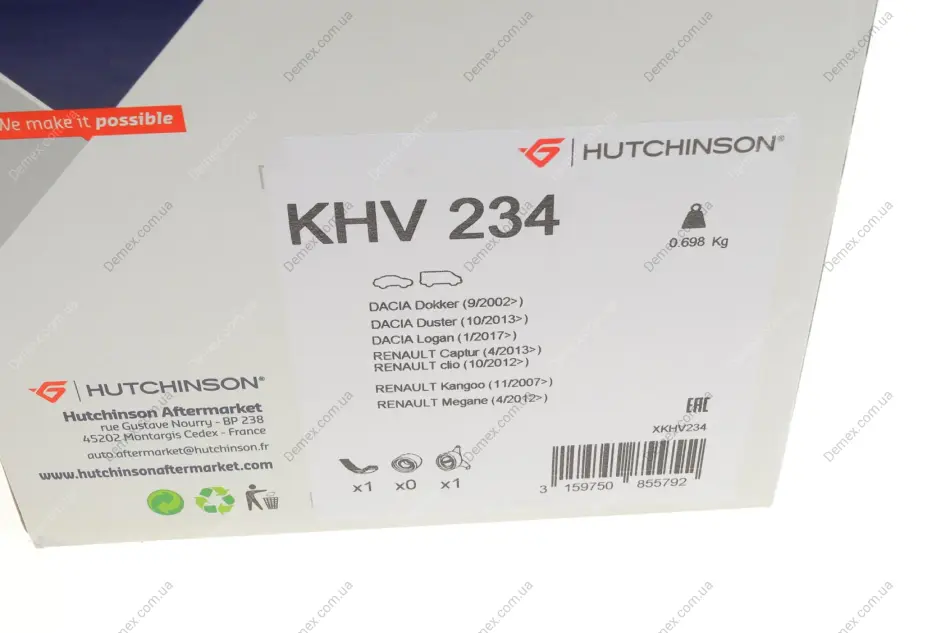 We make it possible
HUTCHINSON®
KHV 234
0.698 Kg
DACIA Dokker (9/2002>)
DACIA Duster (10/2013>)
DACIA Logan (1/2017>)
RENAULT Captur (4/2013>)
RENAULT clio (10/2012>)
RENAULT Kangoo (11/2007>)
RENAULT Megane (4/2012>)
EAC
XKHV234
x1 x0 x1
3 159750 855792
HUTCHINSON®
Hutchinson Aftermarket
rue Gustave Nourry - BP 238
45202 Montargis Cedex - France
auto.aftermarket@hutchinson.fr
www.hutchinsonaftermarket.com
Demex.com.ua